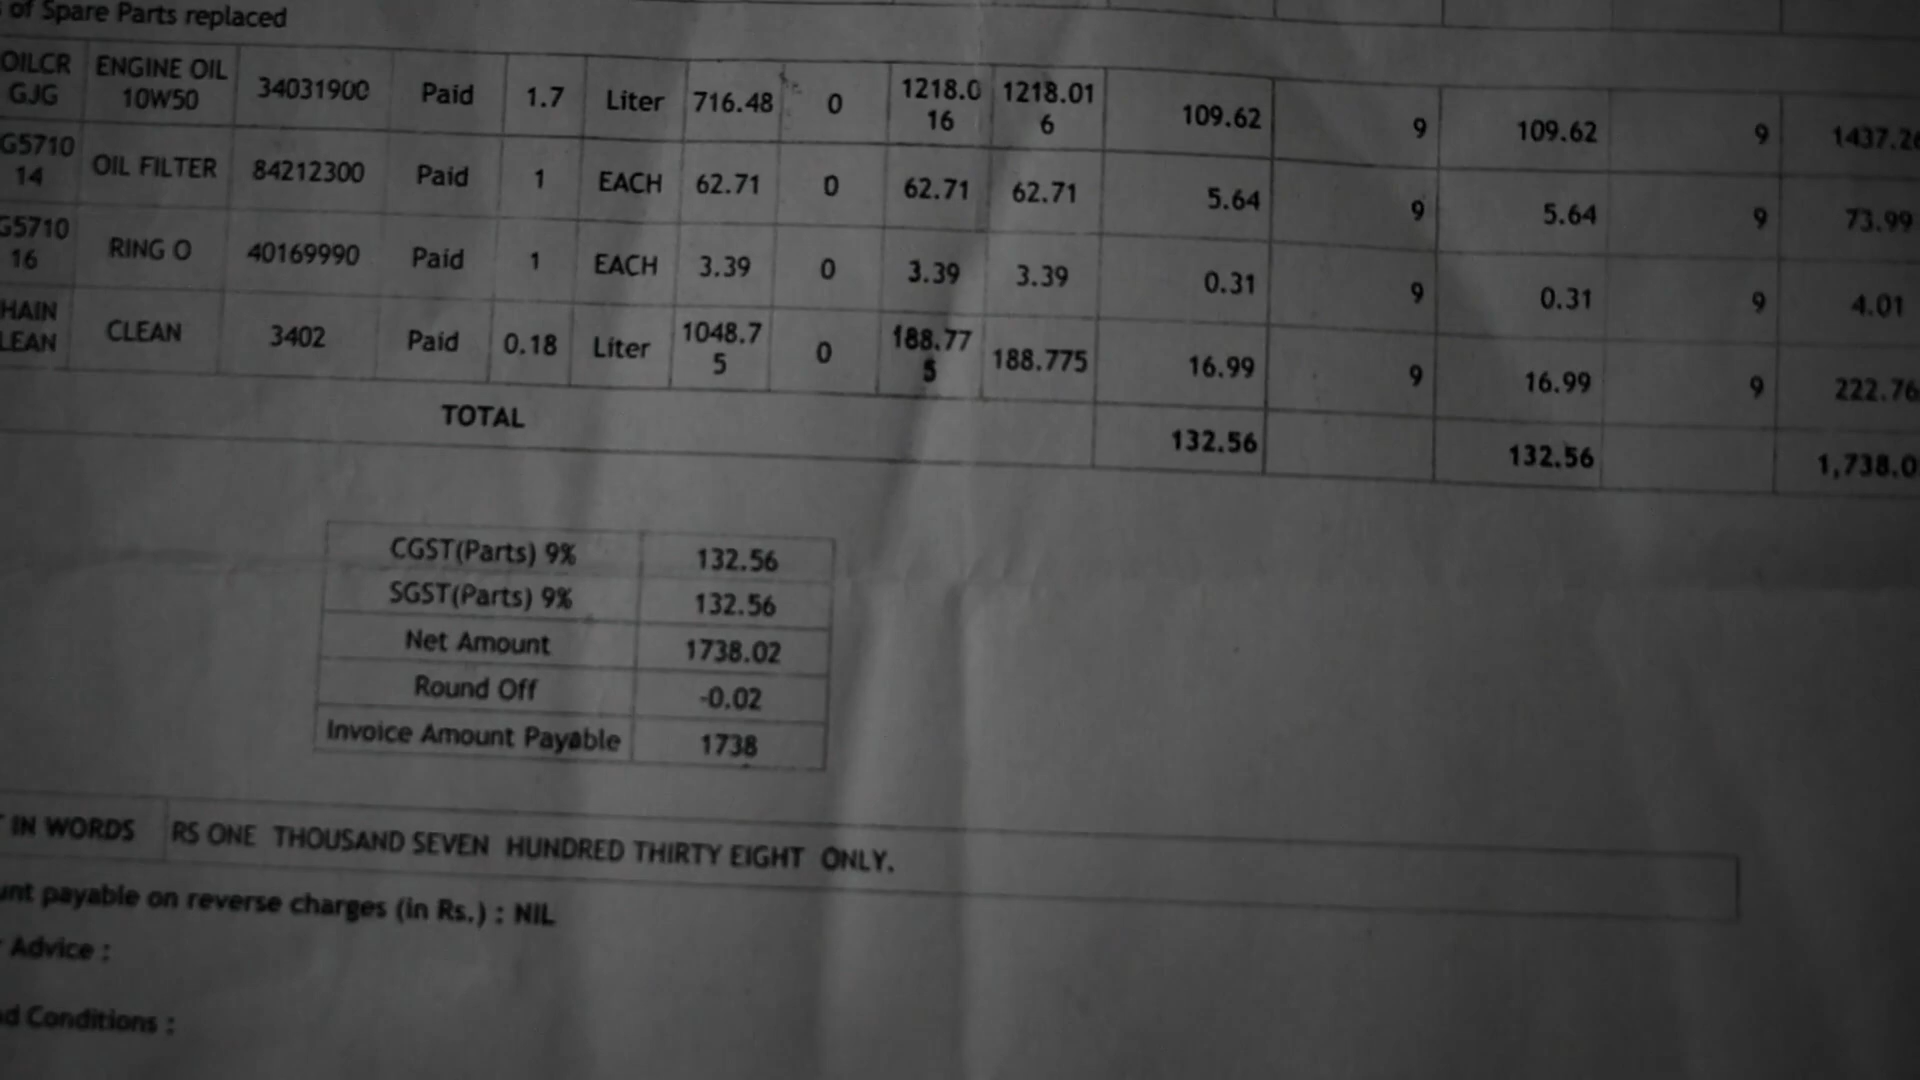 of Spare Parts replaced
OILCR GJG ENGINE OIL 10W50 34031900 Paid 1.7 Liter 716.48 0 1218.016 1218.016 109.62 9 109.62 9 1437.26
G5710 14 OIL FILTER 84212300 Paid 1 EACH 62.71 0 62.71 62.71 5.64 9 5.64 9 73.99
G5710 16 RING O 40169990 Paid 1 EACH 3.39 0 3.39 3.39 0.31 9 0.31 9 4.01
HAIN LEAN CLEAN 3402 Paid 0.18 Liter 1048.75 0 188.775 188.775 16.99 9 16.99 9 222.76
TOTAL 132.56 132.56 1,738.0
CGST(Parts) 9% 132.56
SGST(Parts) 9% 132.56
Net Amount 1738.02
Round Off -0.02
Invoice Amount Payable 1738
IN WORDS RS ONE THOUSAND SEVEN HUNDRED THIRTY EIGHT ONLY.
unt payable on reverse charges (in Rs.) : NIL
Advice :
d Conditions :